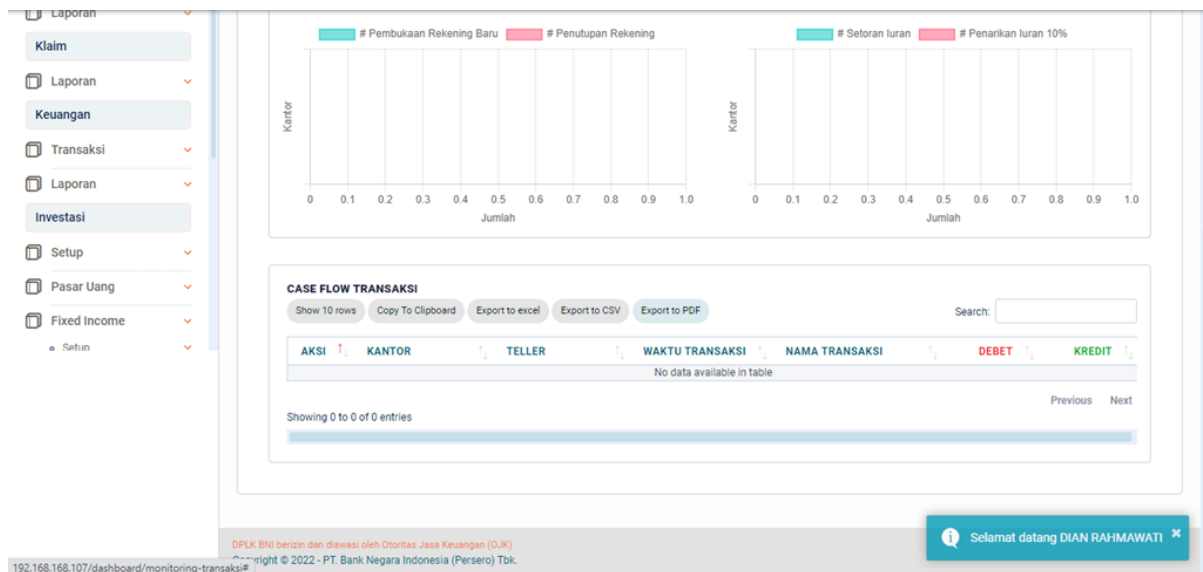 Laporan
Klaim
Laporan
Keuangan
Transaksi
Laporan
Investasi
Setup
Pasar Uang
Fixed Income
Setup
# Pembukaan Rekening Baru # Penutupan Rekening
Kantor
0 0.1 0.2 0.3 0.4 0.5 0.6 0.7 0.8 0.9 1.0
Jumlah
# Setoran Iuran # Penarikan Iuran 10%
Kantor
0 0.1 0.2 0.3 0.4 0.5 0.6 0.7 0.8 0.9 1.0
Jumlah
CASE FLOW TRANSAKSI
Show 10 rows Copy To Clipboard Export to excel Export to CSV Export to PDF Search:
AKSI KANTOR TELLER WAKTU TRANSAKSI NAMA TRANSAKSI DEBET KREDIT
No data available in table
Previous Next
Showing 0 to 0 of 0 entries
Selamat datang DIAN RAHMAWATI ×
DPLK BNI berizin dan diawasi oleh Otoritas Jasa Keuangan (OJK)
© 2022 - PT. Bank Negara Indonesia (Persero) Tbk.
192.168.168.107/dashboard/monitoring-transaksi#